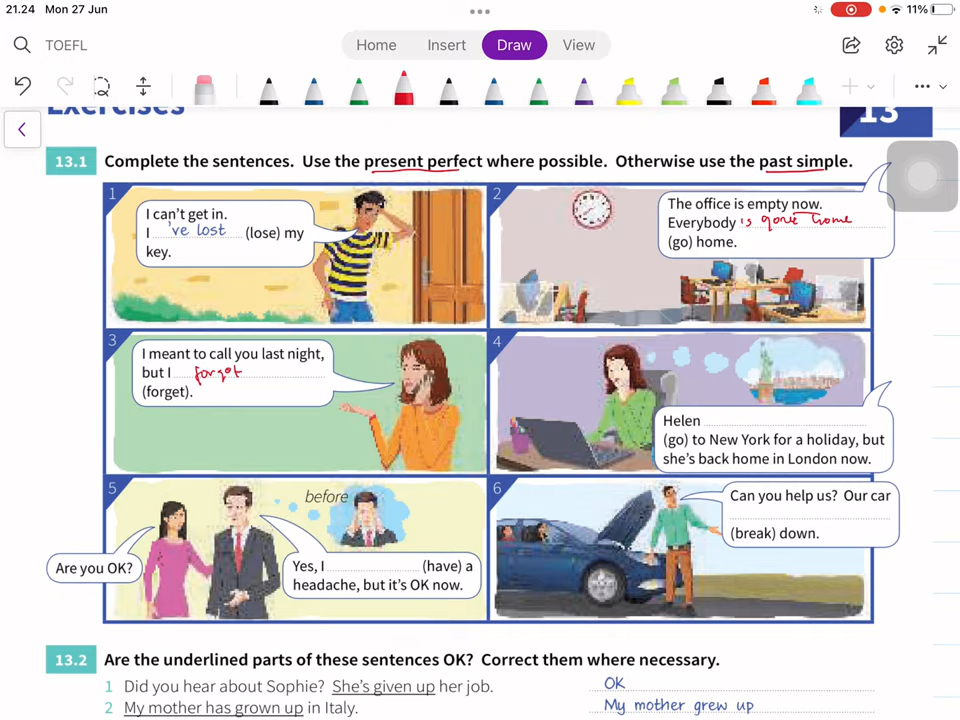 21.24 Mon 27 Jun
11%
TOEFL
Home Insert Draw View
Exercises
13
13.1 Complete the sentences. Use the present perfect where possible. Otherwise use the past simple.
1
I can't get in.
I 've lost (lose) my
key.
2
The office is empty now.
Everybody is gone home
(go) home.
3
I meant to call you last night,
but I forgot
(forget).
4
Helen
(go) to New York for a holiday, but
she's back home in London now.
5
before
Are you OK?
Yes, I (have) a
headache, but it's OK now.
6
Can you help us? Our car
(break) down.
13.2 Are the underlined parts of these sentences OK? Correct them where necessary.
1 Did you hear about Sophie? She's given up her job. OK
2 My mother has grown up in Italy. My mother grew up